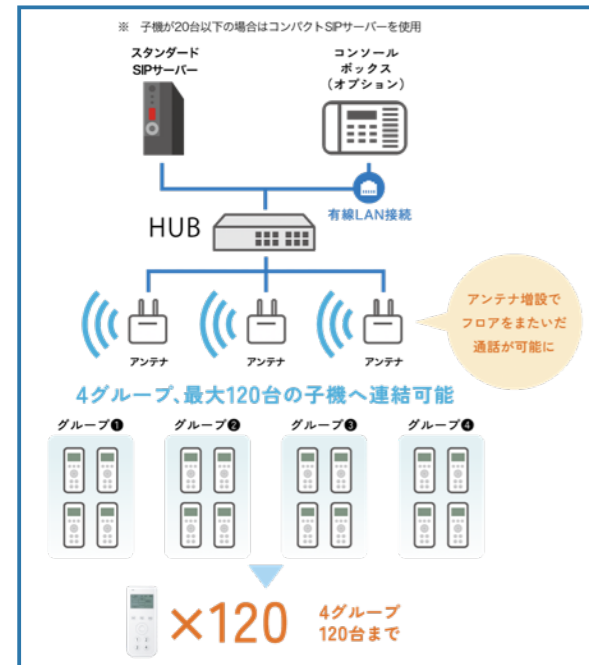 ※ 子機が20台以下の場合はコンパクトSIPサーバーを使用
スタンダード
SIPサーバー
コンソール
ボックス
(オプション)
HUB
有線LAN接続
アンテナ増設で
フロアをまたいだ
通話が可能に
アンテナ
アンテナ
アンテナ
4グループ、最大120台の子機へ連結可能
グループ❶
グループ❷
グループ❸
グループ❹
×120
4グループ
120台まで